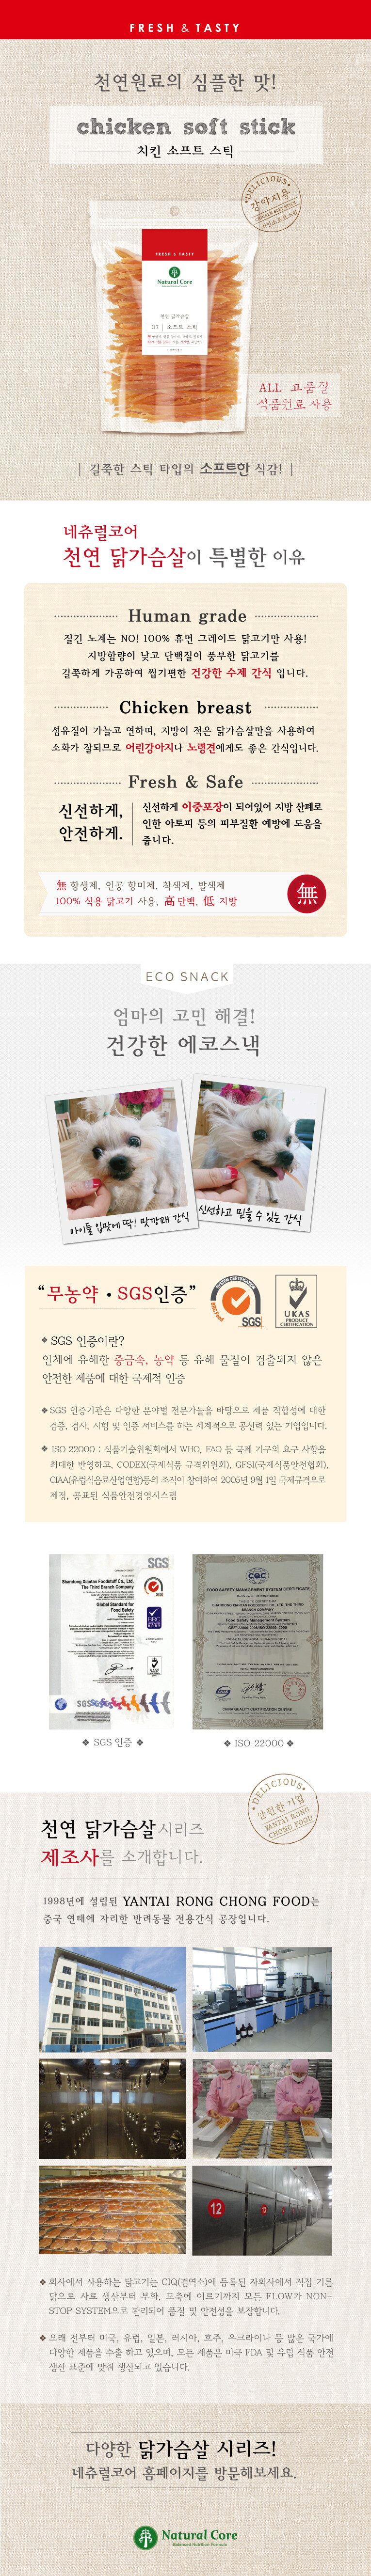 FRESH & TASTY
천연원료의 심플한 맛!
chicken soft stick
치킨 소프트 스틱
DELICIOUS
강아지용
CHICKEN SOFT STICK
치킨소프트스틱
FRESH & TASTY
Natural Core
천연 닭가슴살
07 | 소프트 스틱
ALL 고품질
식품원료 사용
| 길쭉한 스틱 타입의 소프트한 식감! |
네츄럴코어
천연 닭가슴살이 특별한 이유
Human grade
질긴 노계는 NO! 100% 휴먼 그레이드 닭고기만 사용!
지방함량이 낮고 단백질이 풍부한 닭고기를
길쭉하게 가공하여 씹기편한 건강한 수제 간식 입니다.
Chicken breast
섬유질이 가늘고 연하며, 지방이 적은 닭가슴살만을 사용하여
소화가 잘되므로 어린강아지나 노령견에게도 좋은 간식입니다.
Fresh & Safe
신선하게,
안전하게.
신선하게 이중포장이 되어있어 지방 산폐로
인한 아토피 등의 피부질환 예방에 도움을
줍니다.
無 항생제, 인공 향미제, 착색제, 발색제
100% 식용 닭고기 사용, 高 단백, 低 지방
無
ECO SNACK
엄마의 고민 해결!
건강한 에코스낵
아이들 입맛에 딱! 맛깡패 간식
신선하고 믿을 수 있는 간식
“무농약 • SGS인증”
SGS
UKAS
PRODUCT
CERTIFICATION
❖ SGS 인증이란?
인체에 유해한 중금속, 농약 등 유해 물질이 검출되지 않은
안전한 제품에 대한 국제적 인증
❖ SGS 인증기관은 다양한 분야별 전문가들을 바탕으로 제품 적합성에 대한
검증, 검사, 시험 및 인증 서비스를 하는 세계적으로 공신력 있는 기업입니다.
❖ ISO 22000 : 식품기술위원회에서 WHO, FAO 등 국제 기구의 요구 사항을
최대한 반영하고, CODEX(국제식품 규격위원회), GFSI(국제식품안전협회),
CIAA(유럽식음료산업연합)등의 조직이 참여하여 2005년 9월 1일 국제규격으로
제정, 공표된 식품안전경영시스템
SGS
Shandong Xiantan Foodstuff Co., Ltd.
The Third Branch Company
Global Standard for
Food Safety
SGS
CQC
FOOD SAFETY MANAGEMENT SYSTEM CERTIFICATE
SHANDONG XIANTAN FOODSTUFF CO., LTD. THE THIRD
BRANCH COMPANY
Food Safety Management System
CHINA QUALITY CERTIFICATION CENTRE
❖ SGS 인증 ❖
❖ ISO 22000 ❖
DELICIOUS
안전한 기업
YANTAI RONG
CHONG FOOD
천연 닭가슴살 시리즈
제조사를 소개합니다.
1998년에 설립된 YANTAI RONG CHONG FOOD는
중국 연태에 자리한 반려동물 전용간식 공장입니다.
12
❖ 회사에서 사용하는 닭고기는 CIQ(검역소)에 등록된 자회사에서 직접 기른
닭으로 사료 생산부터 부화, 도축에 이르기까지 모든 FLOW가 NON-
STOP SYSTEM으로 관리되어 품질 및 안전성을 보장합니다.
❖ 오래 전부터 미국, 유럽, 일본, 러시아, 호주, 우크라이나 등 많은 국가에
다양한 제품을 수출 하고 있으며, 모든 제품은 미국 FDA 및 유럽 식품 안전
생산 표준에 맞춰 생산되고 있습니다.
다양한 닭가슴살 시리즈!
네츄럴코어 홈페이지를 방문해보세요.
Natural Core
Balanced Nutrition Formula